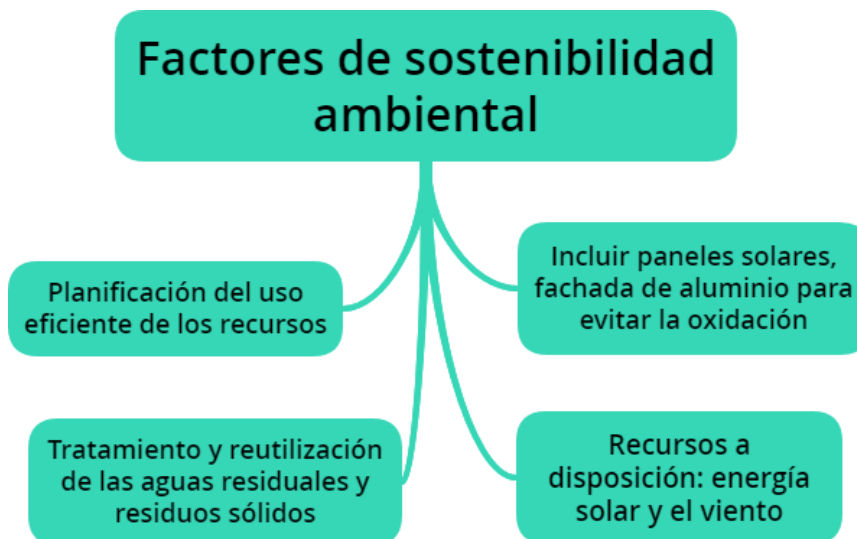 Factores de sostenibilidad
ambiental
Planificación del uso
eficiente de los recursos
Incluir paneles solares,
fachada de aluminio para
evitar la oxidación
Tratamiento y reutilización
de las aguas residuales y
residuos sólidos
Recursos a
disposición: energía
solar y el viento